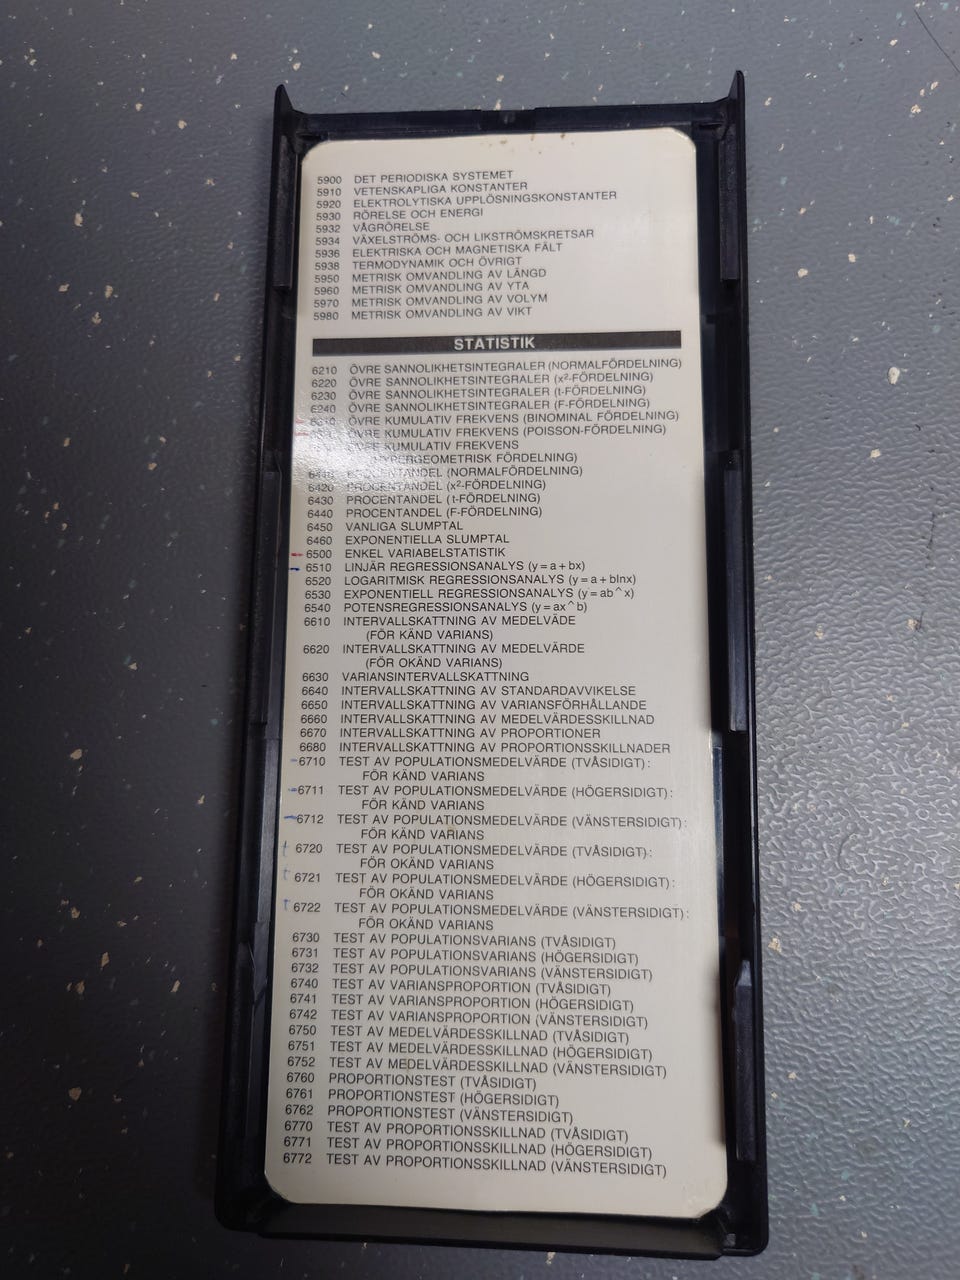 5900 DET PERIODISKA SYSTEMET
5910 VETENSKAPLIGA KONSTANTER
5920 ELEKTROLYTISKA UPPLÖSNINGSKONSTANTER
5930 RÖRELSE OCH ENERGI
5932 VÅGRÖRELSE
5934 VÄXELSTRÖMS- OCH LIKSTRÖMSKRETSAR
5936 ELEKTRISKA OCH MAGNETISKA FÄLT
5938 TERMODYNAMIK OCH ÖVRIGT
5950 METRISK OMVANDLING AV LÄNGD
5960 METRISK OMVANDLING AV YTA
5970 METRISK OMVANDLING AV VOLYM
5980 METRISK OMVANDLING AV VIKT
STATISTIK
6210 ÖVRE SANNOLIKHETSINTEGRALER (NORMALFÖRDELNING)
6220 ÖVRE SANNOLIKHETSINTEGRALER (x²-FÖRDELNING)
6230 ÖVRE SANNOLIKHETSINTEGRALER (t-FÖRDELNING)
6240 ÖVRE SANNOLIKHETSINTEGRALER (F-FÖRDELNING)
ÖVRE KUMULATIV FREKVENS (BINOMINAL FÖRDELNING)
ÖVRE KUMULATIV FREKVENS (POISSON-FÖRDELNING)
ÖVRE KUMULATIV FREKVENS
(HYPERGEOMETRISK FÖRDELNING)
PROCENTANDEL (NORMALFÖRDELNING)
6420 PROCENTANDEL (x²-FÖRDELNING)
6430 PROCENTANDEL (t-FÖRDELNING)
6440 PROCENTANDEL (F-FÖRDELNING)
6450 VANLIGA SLUMPTAL
6460 EXPONENTIELLA SLUMPTAL
6500 ENKEL VARIABELSTATISTIK
6510 LINJÄR REGRESSIONSANALYS (y = a + bx)
6520 LOGARITMISK REGRESSIONSANALYS (y = a + blnx)
6530 EXPONENTIELL REGRESSIONSANALYS (y = ab ^ x)
6540 POTENSREGRESSIONSANALYS (y = ax ^ b)
6610 INTERVALLSKATTNING AV MEDELVÄDE
(FÖR KÄND VARIANS)
6620 INTERVALLSKATTNING AV MEDELVÄRDE
(FÖR OKÄND VARIANS)
6630 VARIANSINTERVALLSKATTNING
6640 INTERVALLSKATTNING AV STANDARDAVVIKELSE
6650 INTERVALLSKATTNING AV VARIANSFÖRHÅLLANDE
6660 INTERVALLSKATTNING AV MEDELVÄRDESSKILLNAD
6670 INTERVALLSKATTNING AV PROPORTIONER
6680 INTERVALLSKATTNING AV PROPORTIONSSKILLNADER
6710 TEST AV POPULATIONSMEDELVÄRDE (TVÅSIDIGT):
FÖR KÄND VARIANS
6711 TEST AV POPULATIONSMEDELVÄRDE (HÖGERSIDIGT):
FÖR KÄND VARIANS
6712 TEST AV POPULATIONSMEDELVÄRDE (VÄNSTERSIDIGT):
FÖR KÄND VARIANS
t 6720 TEST AV POPULATIONSMEDELVÄRDE (TVÅSIDIGT):
FÖR OKÄND VARIANS
t 6721 TEST AV POPULATIONSMEDELVÄRDE (HÖGERSIDIGT):
FÖR OKÄND VARIANS
t 6722 TEST AV POPULATIONSMEDELVÄRDE (VÄNSTERSIDIGT):
FÖR OKÄND VARIANS
6730 TEST AV POPULATIONSVARIANS (TVÅSIDIGT)
6731 TEST AV POPULATIONSVARIANS (HÖGERSIDIGT)
6732 TEST AV POPULATIONSVARIANS (VÄNSTERSIDIGT)
6740 TEST AV VARIANSPROPORTION (TVÅSIDIGT)
6741 TEST AV VARIANSPROPORTION (HÖGERSIDIGT)
6742 TEST AV VARIANSPROPORTION (VÄNSTERSIDIGT)
6750 TEST AV MEDELVÄRDESSKILLNAD (TVÅSIDIGT)
6751 TEST AV MEDELVÄRDESSKILLNAD (HÖGERSIDIGT)
6752 TEST AV MEDELVÄRDESSKILLNAD (VÄNSTERSIDIGT)
6760 PROPORTIONSTEST (TVÅSIDIGT)
6761 PROPORTIONSTEST (HÖGERSIDIGT)
6762 PROPORTIONSTEST (VÄNSTERSIDIGT)
6770 TEST AV PROPORTIONSSKILLNAD (TVÅSIDIGT)
6771 TEST AV PROPORTIONSSKILLNAD (HÖGERSIDIGT)
6772 TEST AV PROPORTIONSSKILLNAD (VÄNSTERSIDIGT)